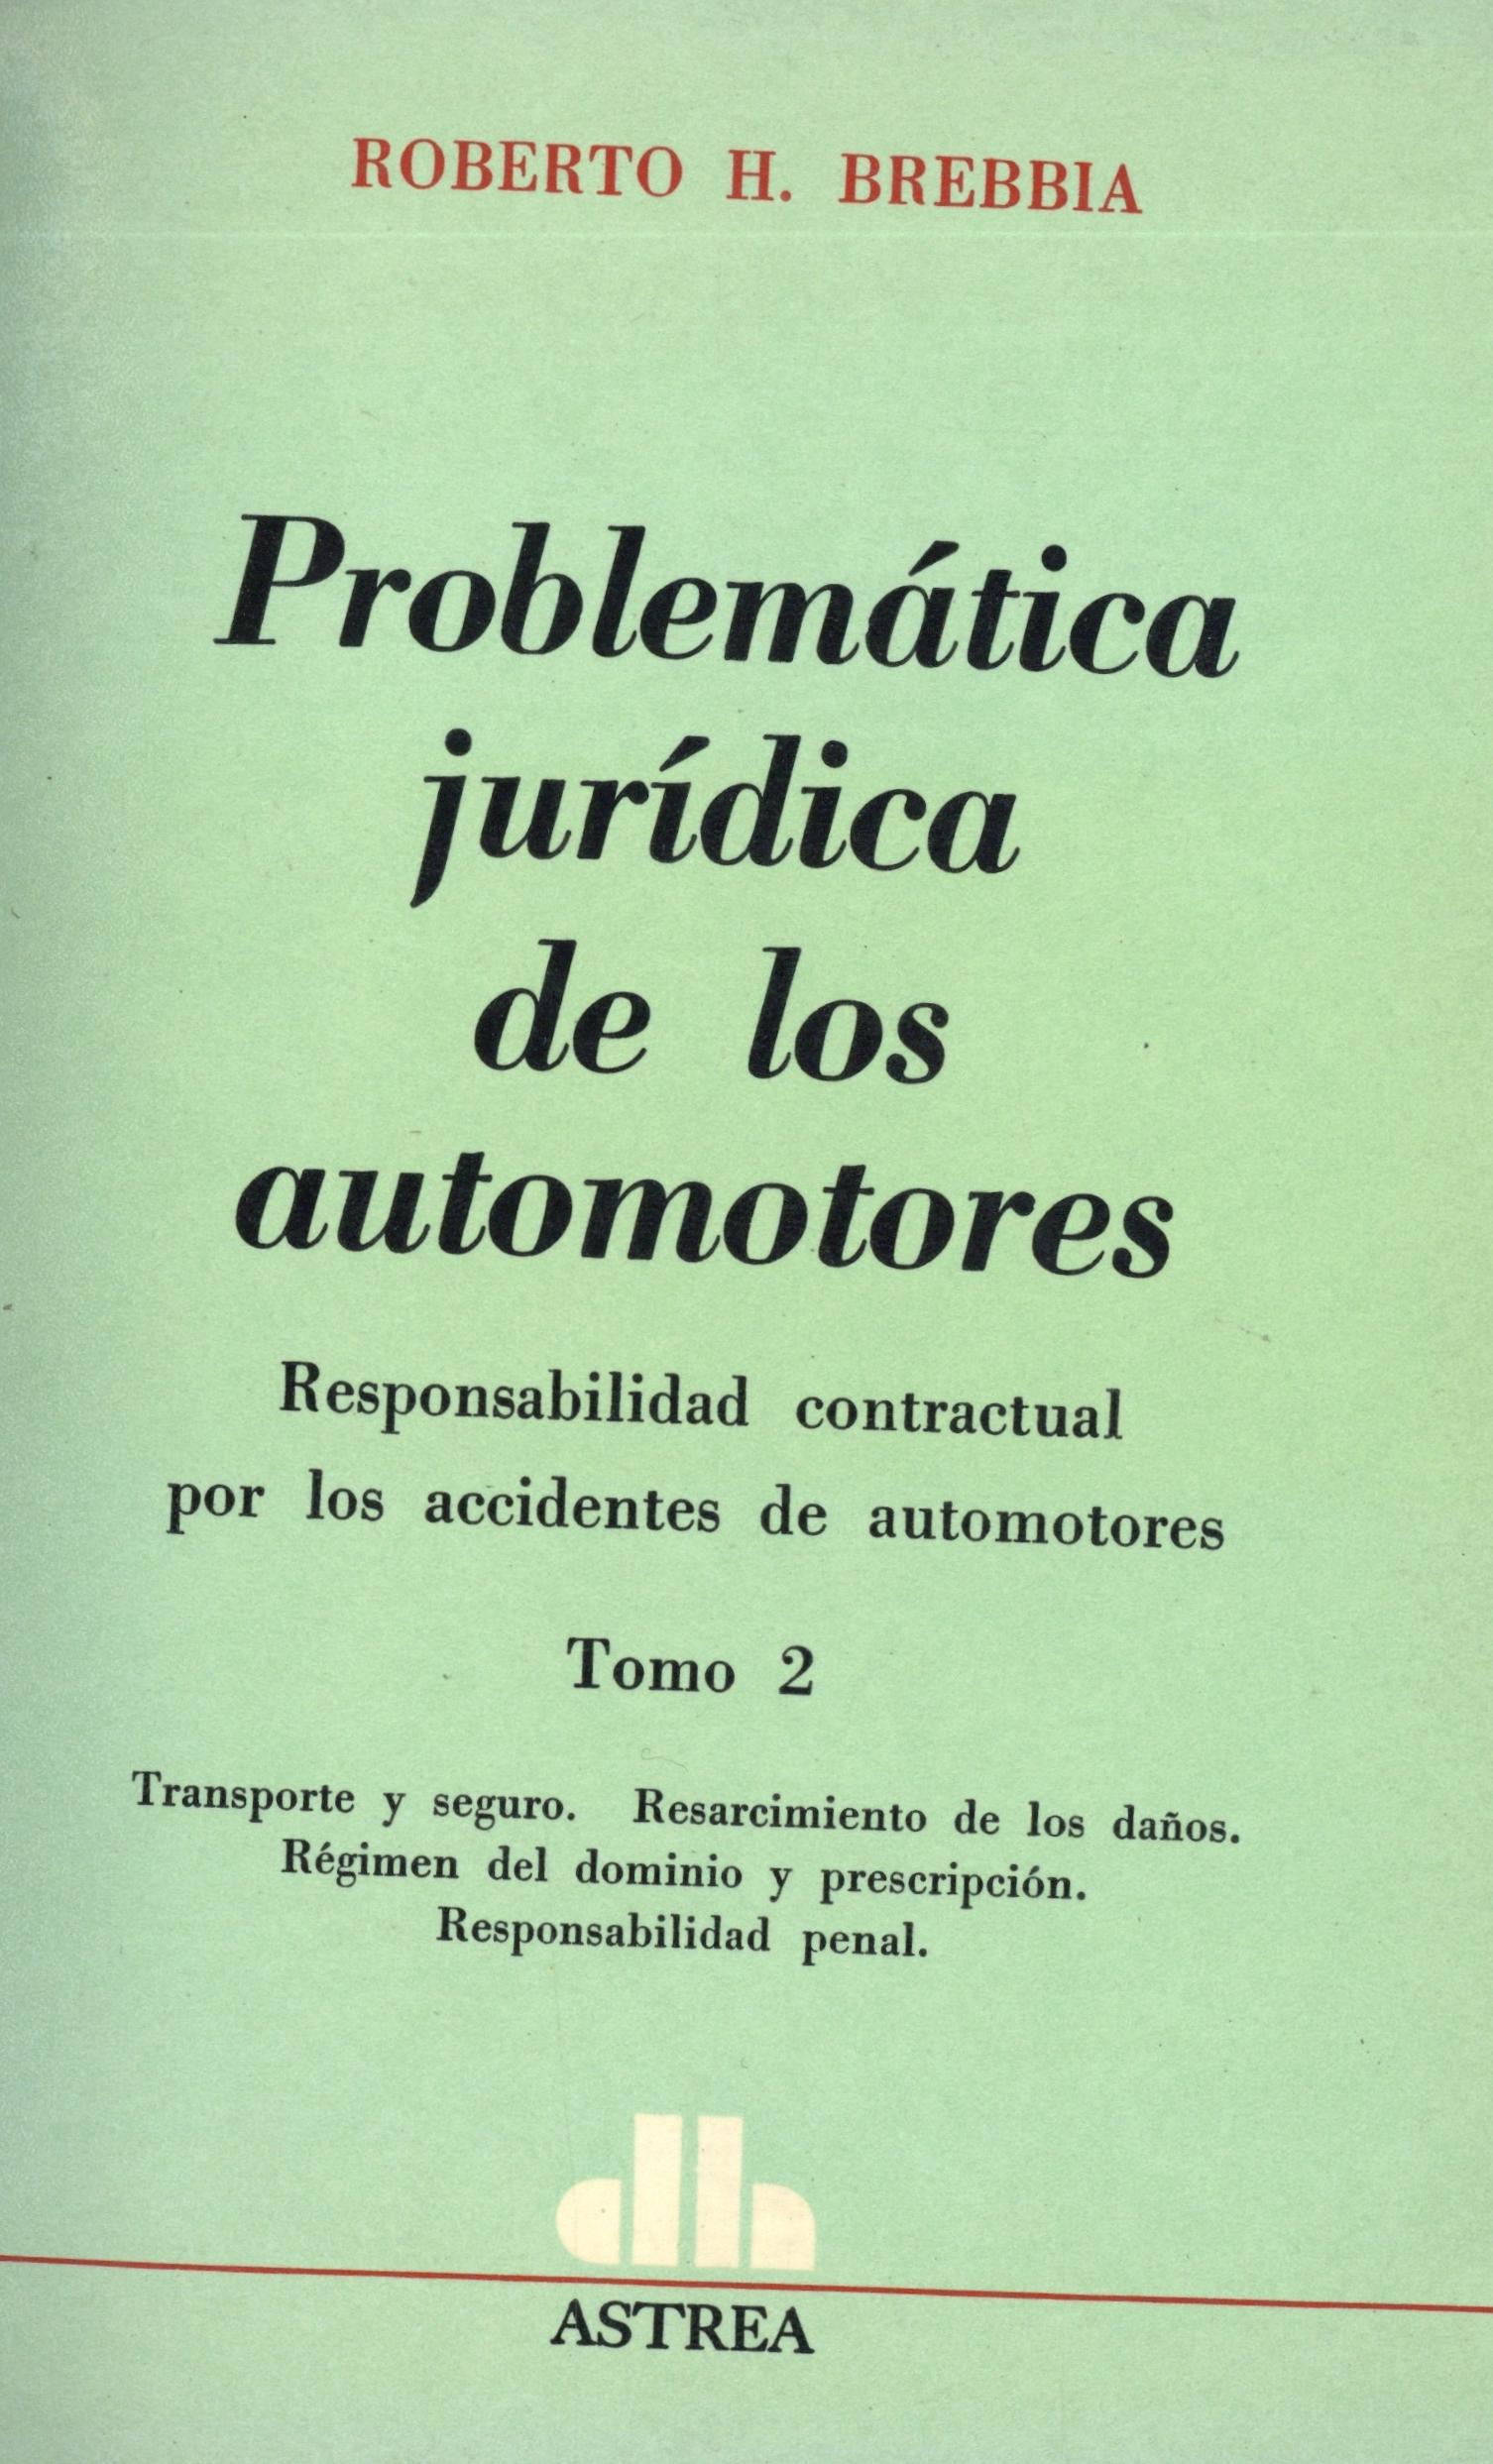 ROBERTO H. BREBBIA
Problemática
jurídica
de los
automotores
Responsabilidad contractual
por los accidentes de automotores
Tomo 2
Transporte y seguro. Resarcimiento de los daños.
Régimen del dominio y prescripción.
Responsabilidad penal.
dh
ASTREA